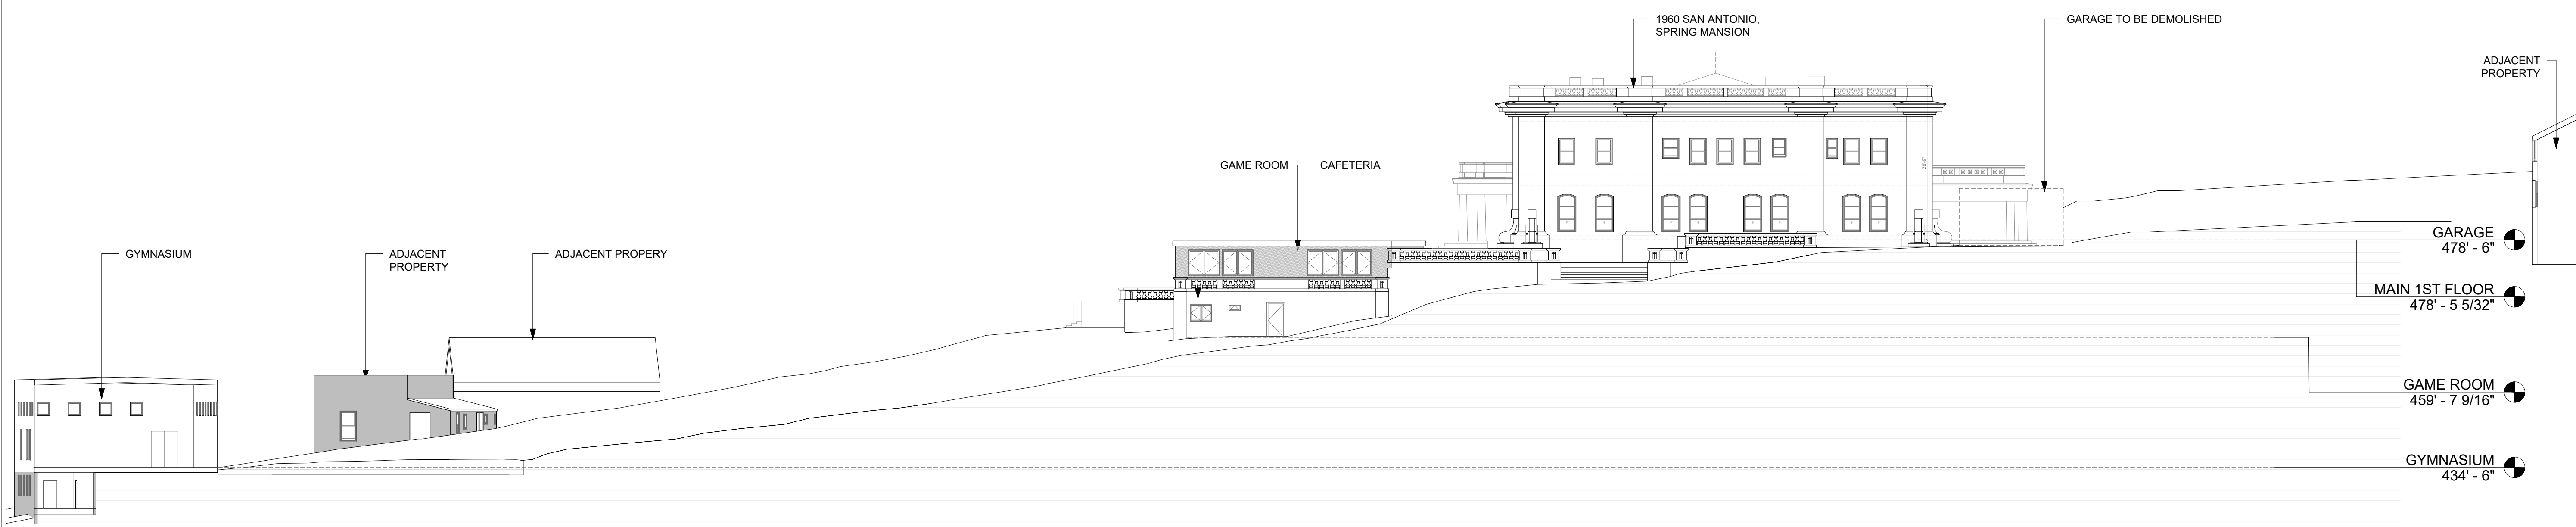 1960 SAN ANTONIO,
SPRING MANSION
GARAGE TO BE DEMOLISHED
ADJACENT
PROPERTY
GAME ROOM
CAFETERIA
GYMNASIUM
ADJACENT
PROPERTY
ADJACENT PROPERY
GARAGE
478' - 6"
MAIN 1ST FLOOR
478' - 5 5/32"
GAME ROOM
459' - 7 9/16"
GYMNASIUM
434' - 6"